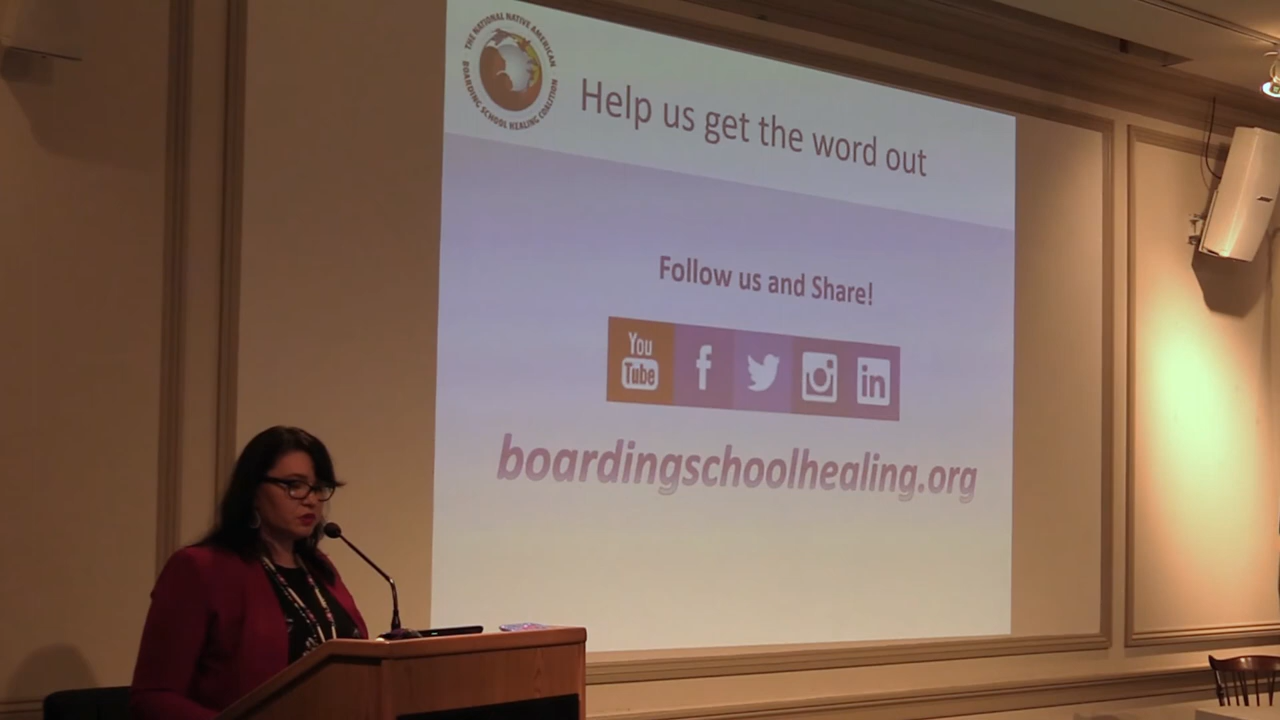 THE NATIONAL NATIVE AMERICAN
BOARDING SCHOOL HEALING COALITION
Help us get the word out
Follow us and Share!
You
Tube
f
in
boardingschoolhealing.org